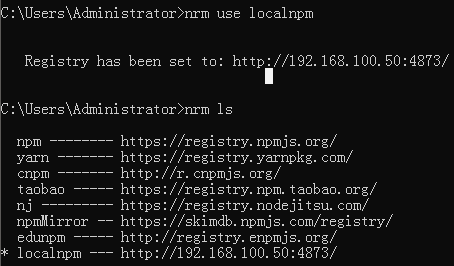 C:\Users\Administrator>nrm use localnpm
Registry has been set to: http://192.168.100.50:4873/
C:\Users\Administrator>nrm ls
npm -------- https://registry.npmjs.org/
yarn ------- https://registry.yarnpkg.com/
cnpm ------- http://r.cnpmjs.org/
taobao ----- https://registry.npm.taobao.org/
nj --------- https://registry.nodejitsu.com/
npmMirror -- https://skimdb.npmjs.com/registry/
edunpm ----- http://registry.enpmjs.org/
* localnpm --- http://192.168.100.50:4873/